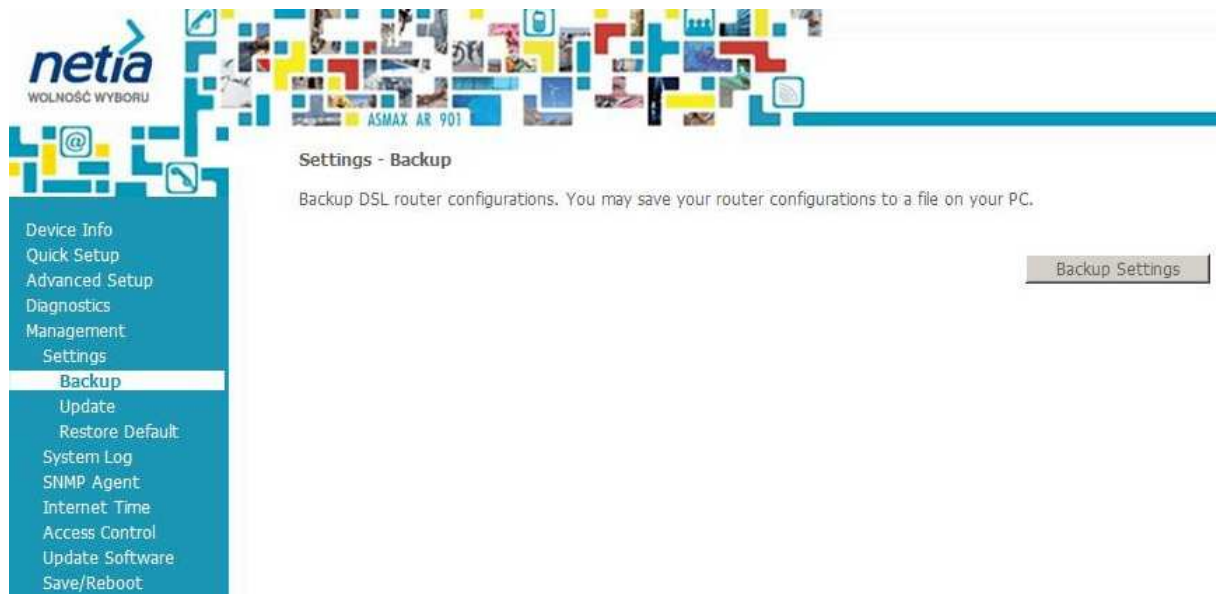 netia
WOLNOŚĆ WYBORU
@
ASMAX AR 901
Settings - Backup
Backup DSL router configurations. You may save your router configurations to a file on your PC.
Backup Settings
Device Info
Quick Setup
Advanced Setup
Diagnostics
Management
Settings
Backup
Update
Restore Default
System Log
SNMP Agent
Internet Time
Access Control
Update Software
Save/Reboot